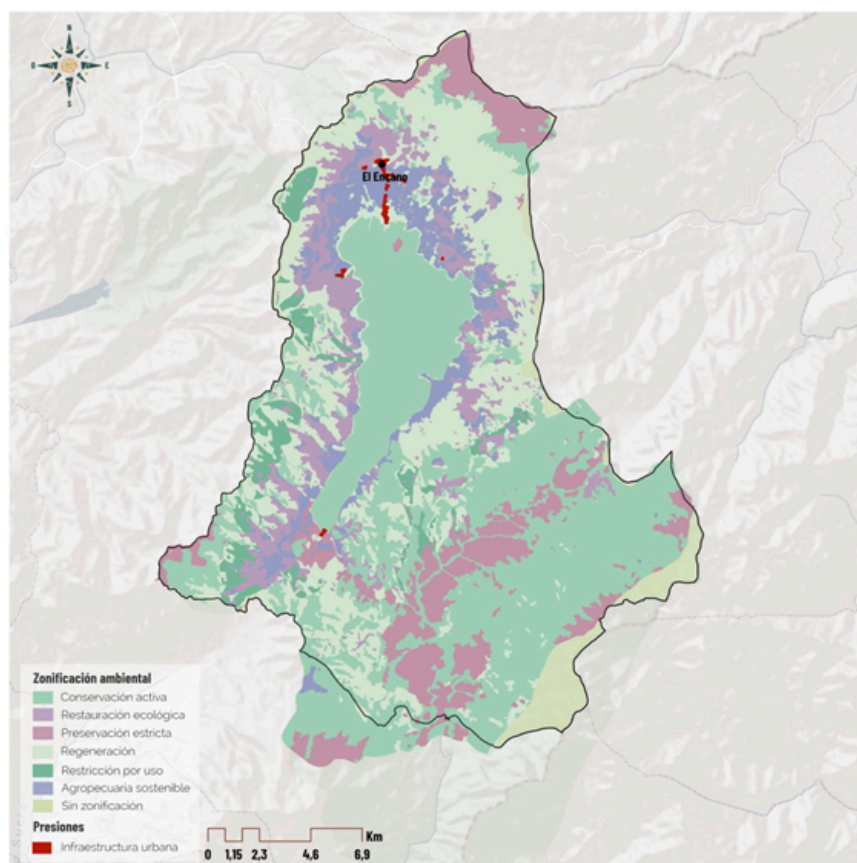 N
O
E
S
El Encano
Zonificación ambiental
Conservación activa
Restauración ecológica
Preservación estricta
Regeneración
Restricción por uso
Agropecuaria sostenible
Sin zonificación
Presiones
Infraestructura urbana
Km
0 1,15 2,3 4,6 6,9